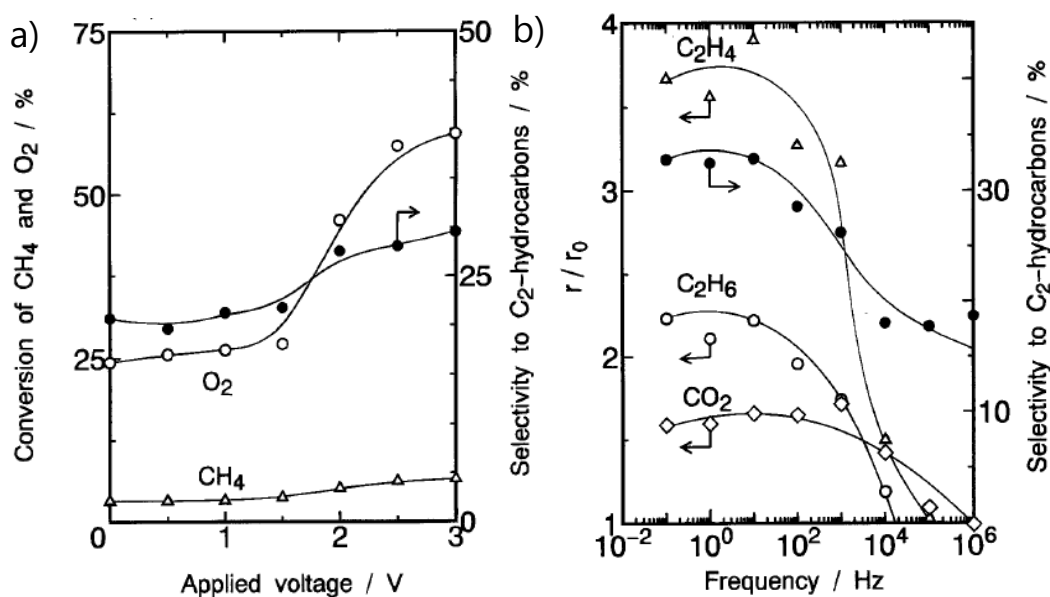 a)
75
50
25
0
Conversion of CH₄ and O₂ / %
O₂
CH₄
50
25
0
Selectivity to C₂-hydrocarbons / %
0 1 2 3
Applied voltage / V
b)
4
3
2
1
r / r₀
C₂H₄
C₂H₆
CO₂
30
10
Selectivity to C₂-hydrocarbons / %
10⁻² 10⁰ 10² 10⁴ 10⁶
Frequency / Hz